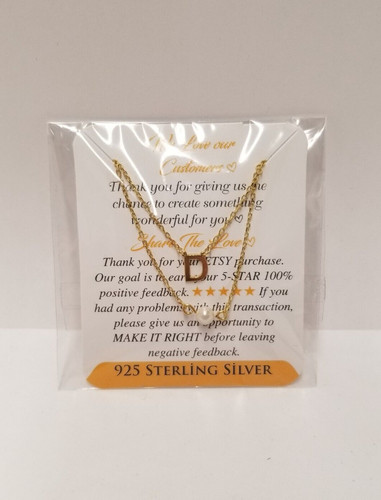 We Love our
Customers
Thank you for giving us the
chance to create something
wonderful for you
Share The Love
Thank you for your ETSY purchase.
Our goal is to earn your 5-STAR 100%
positive feedback. ★★★★★ If you
had any problems with this transaction,
please give us an opportunity to
MAKE IT RIGHT before leaving
negative feedback.
D
925 Sterling Silver